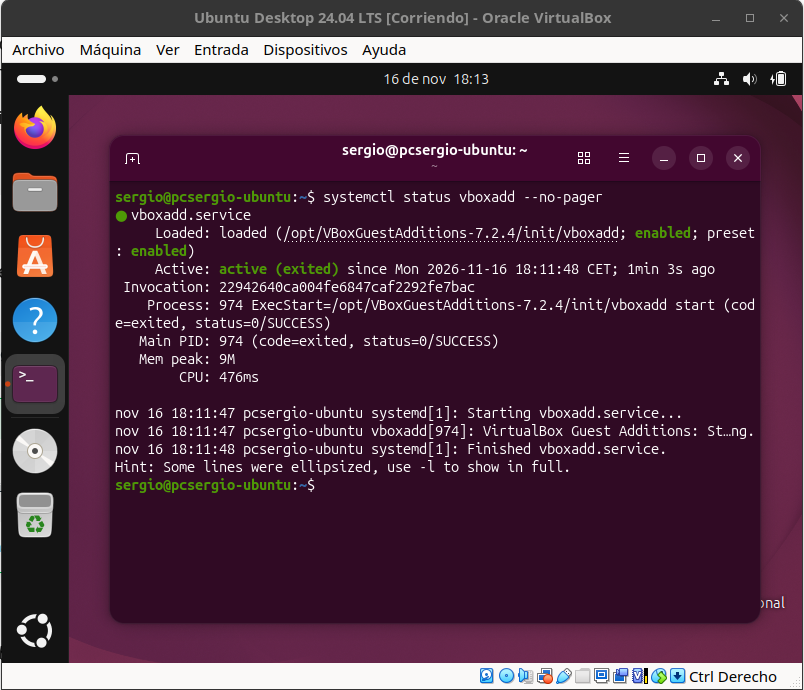 Ubuntu Desktop 24.04 LTS [Corriendo] - Oracle VirtualBox
Archivo Máquina Ver Entrada Dispositivos Ayuda
16 de nov 18:13
sergio@pcsergio-ubuntu: ~
~
sergio@pcsergio-ubuntu:~$ systemctl status vboxadd --no-pager
● vboxadd.service
Loaded: loaded (/opt/VBoxGuestAdditions-7.2.4/init/vboxadd; enabled; preset
: enabled)
Active: active (exited) since Mon 2026-11-16 18:11:48 CET; 1min 3s ago
Invocation: 22942640ca004fe6847caf2292fe7bac
Process: 974 ExecStart=/opt/VBoxGuestAdditions-7.2.4/init/vboxadd start (cod
e=exited, status=0/SUCCESS)
Main PID: 974 (code=exited, status=0/SUCCESS)
Mem peak: 9M
CPU: 476ms
nov 16 18:11:47 pcsergio-ubuntu systemd[1]: Starting vboxadd.service...
nov 16 18:11:47 pcsergio-ubuntu vboxadd[974]: VirtualBox Guest Additions: St…ng.
nov 16 18:11:48 pcsergio-ubuntu systemd[1]: Finished vboxadd.service.
Hint: Some lines were ellipsized, use -l to show in full.
sergio@pcsergio-ubuntu:~$
onal
Ctrl Derecho